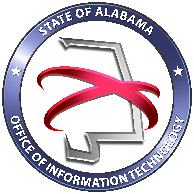 STATE OF ALABAMA
OFFICE OF INFORMATION TECHNOLOGY